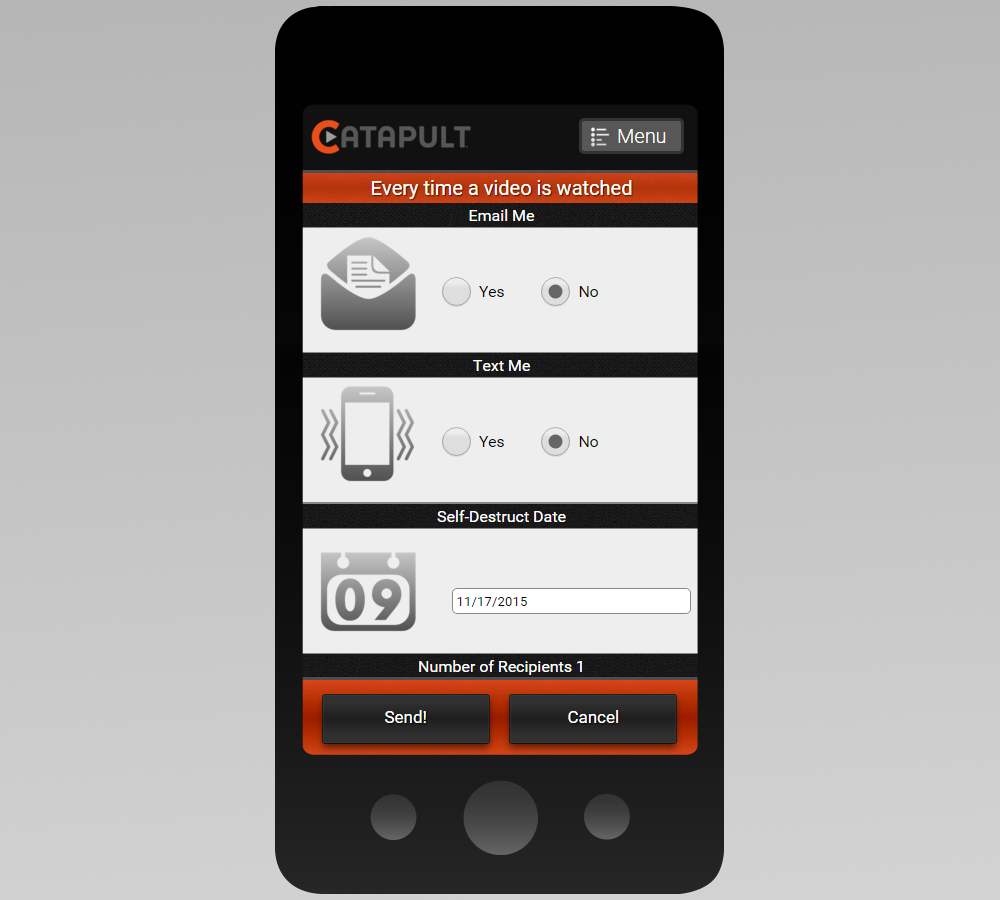 CATAPULT
Menu
Every time a video is watched
Email Me
Yes No
Text Me
Yes No
Self-Destruct Date
09
11/17/2015
Number of Recipients 1
Send! Cancel